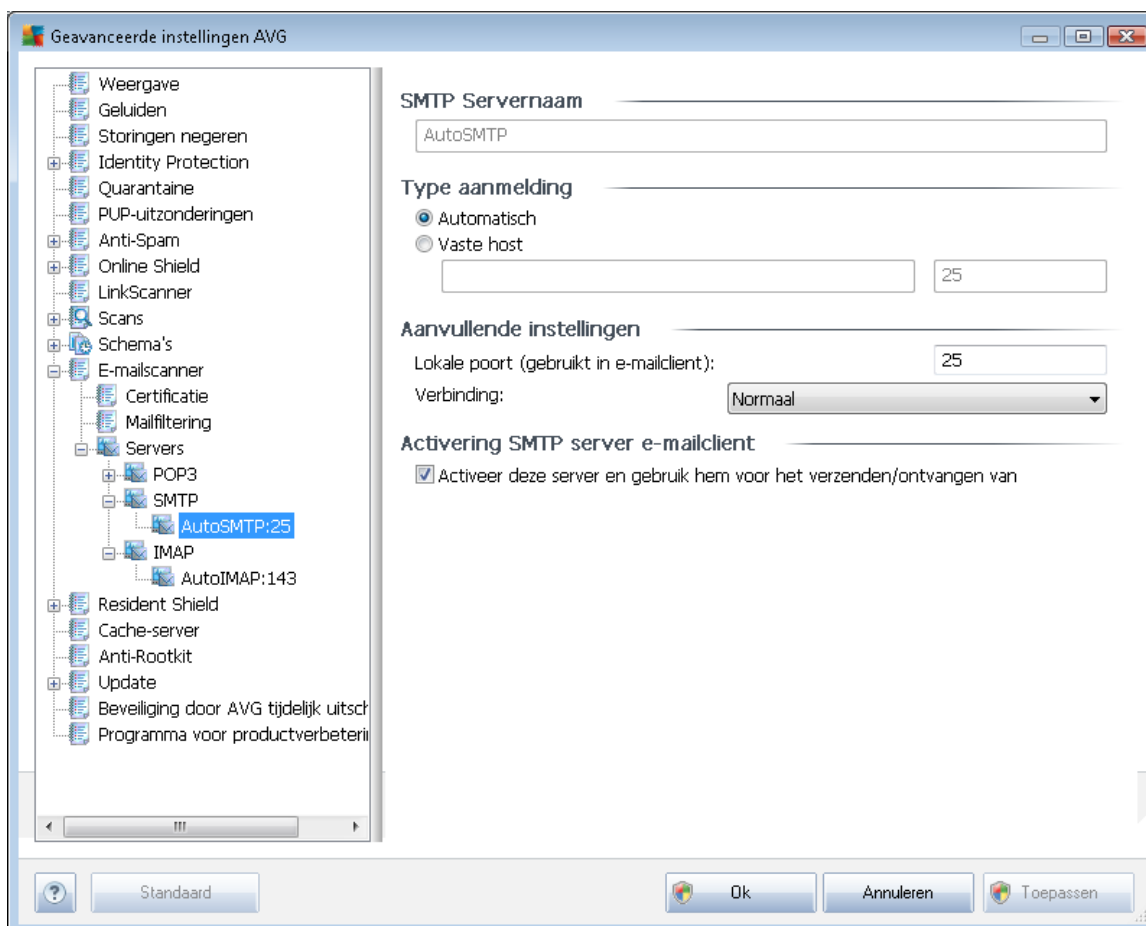 Geavanceerde instellingen AVG
Weergave
Geluiden
Storingen negeren
Identity Protection
Quarantaine
PUP-uitzonderingen
Anti-Spam
Online Shield
LinkScanner
Scans
Schema's
E-mailscanner
Certificatie
Mailfiltering
Servers
POP3
SMTP
AutoSMTP:25
IMAP
AutoIMAP:143
Resident Shield
Cache-server
Anti-Rootkit
Update
Beveiliging door AVG tijdelijk uitsch
Programma voor productverbeteri
SMTP Servernaam
AutoSMTP
Type aanmelding
Automatisch
Vaste host
25
Aanvullende instellingen
Lokale poort (gebruikt in e-mailclient): 25
Verbinding: Normaal
Activering SMTP server e-mailclient
Activeer deze server en gebruik hem voor het verzenden/ontvangen van
? Standaard Ok Annuleren Toepassen